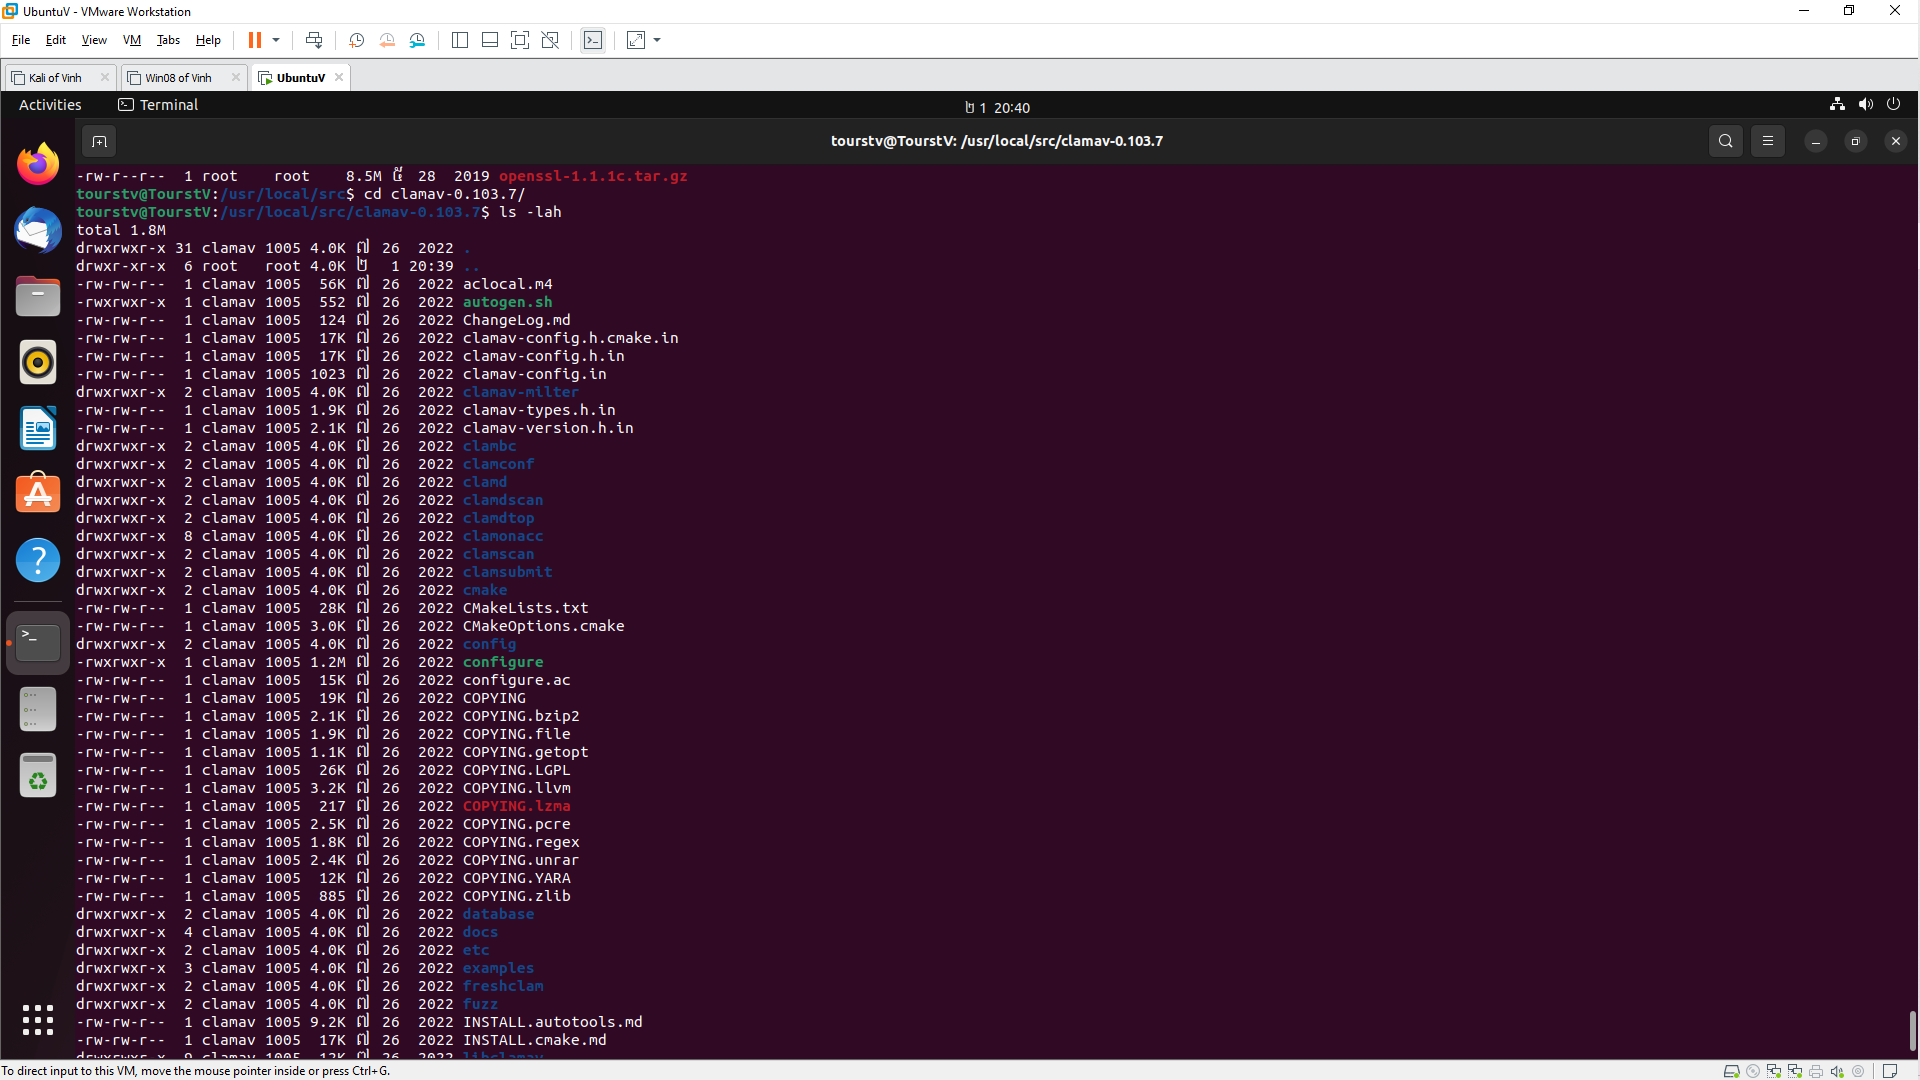 UbuntuV - VMware Workstation
File Edit View VM Tabs Help
Kali of Vinh Win08 of Vinh UbuntuV
Activities Terminal 1 20:40
tourstv@TourstV: /usr/local/src/clamav-0.103.7
-rw-r--r-- 1 root root 8.5M 28 2019 openssl-1.1.1c.tar.gz
tourstv@TourstV:/usr/local/src$ cd clamav-0.103.7/
tourstv@TourstV:/usr/local/src/clamav-0.103.7$ ls -lah
total 1.8M
drwxrwxr-x 31 clamav 1005 4.0K 26 2022 .
drwxr-xr-x 6 root root 4.0K 1 20:39 ..
-rw-rw-r-- 1 clamav 1005 56K 26 2022 aclocal.m4
-rwxrwxr-x 1 clamav 1005 552 26 2022 autogen.sh
-rw-rw-r-- 1 clamav 1005 124 26 2022 ChangeLog.md
-rw-rw-r-- 1 clamav 1005 17K 26 2022 clamav-config.h.cmake.in
-rw-rw-r-- 1 clamav 1005 17K 26 2022 clamav-config.h.in
-rw-rw-r-- 1 clamav 1005 1023 26 2022 clamav-config.in
drwxrwxr-x 2 clamav 1005 4.0K 26 2022 clamav-milter
-rw-rw-r-- 1 clamav 1005 1.9K 26 2022 clamav-types.h.in
-rw-rw-r-- 1 clamav 1005 2.1K 26 2022 clamav-version.h.in
drwxrwxr-x 2 clamav 1005 4.0K 26 2022 clambc
drwxrwxr-x 2 clamav 1005 4.0K 26 2022 clamconf
drwxrwxr-x 2 clamav 1005 4.0K 26 2022 clamd
drwxrwxr-x 2 clamav 1005 4.0K 26 2022 clamdscan
drwxrwxr-x 2 clamav 1005 4.0K 26 2022 clamdtop
drwxrwxr-x 8 clamav 1005 4.0K 26 2022 clamonacc
drwxrwxr-x 2 clamav 1005 4.0K 26 2022 clamscan
drwxrwxr-x 2 clamav 1005 4.0K 26 2022 clamsubmit
drwxrwxr-x 2 clamav 1005 4.0K 26 2022 cmake
-rw-rw-r-- 1 clamav 1005 28K 26 2022 CMakeLists.txt
-rw-rw-r-- 1 clamav 1005 3.0K 26 2022 CMakeOptions.cmake
drwxrwxr-x 2 clamav 1005 4.0K 26 2022 config
-rwxrwxr-x 1 clamav 1005 1.2M 26 2022 configure
-rw-rw-r-- 1 clamav 1005 15K 26 2022 configure.ac
-rw-rw-r-- 1 clamav 1005 19K 26 2022 COPYING
-rw-rw-r-- 1 clamav 1005 2.1K 26 2022 COPYING.bzip2
-rw-rw-r-- 1 clamav 1005 1.9K 26 2022 COPYING.file
-rw-rw-r-- 1 clamav 1005 1.1K 26 2022 COPYING.getopt
-rw-rw-r-- 1 clamav 1005 26K 26 2022 COPYING.LGPL
-rw-rw-r-- 1 clamav 1005 3.2K 26 2022 COPYING.llvm
-rw-rw-r-- 1 clamav 1005 217 26 2022 COPYING.lzma
-rw-rw-r-- 1 clamav 1005 2.5K 26 2022 COPYING.pcre
-rw-rw-r-- 1 clamav 1005 1.8K 26 2022 COPYING.regex
-rw-rw-r-- 1 clamav 1005 2.4K 26 2022 COPYING.unrar
-rw-rw-r-- 1 clamav 1005 12K 26 2022 COPYING.YARA
-rw-rw-r-- 1 clamav 1005 885 26 2022 COPYING.zlib
drwxrwxr-x 2 clamav 1005 4.0K 26 2022 database
drwxrwxr-x 4 clamav 1005 4.0K 26 2022 docs
drwxrwxr-x 2 clamav 1005 4.0K 26 2022 etc
drwxrwxr-x 3 clamav 1005 4.0K 26 2022 examples
drwxrwxr-x 2 clamav 1005 4.0K 26 2022 freshclam
drwxrwxr-x 2 clamav 1005 4.0K 26 2022 fuzz
-rw-rw-r-- 1 clamav 1005 9.2K 26 2022 INSTALL.autotools.md
-rw-rw-r-- 1 clamav 1005 17K 26 2022 INSTALL.cmake.md
drwxrwxr-x 9 clamav 1005 12K 26 2022 libclamav
To direct input to this VM, move the mouse pointer inside or press Ctrl+G.